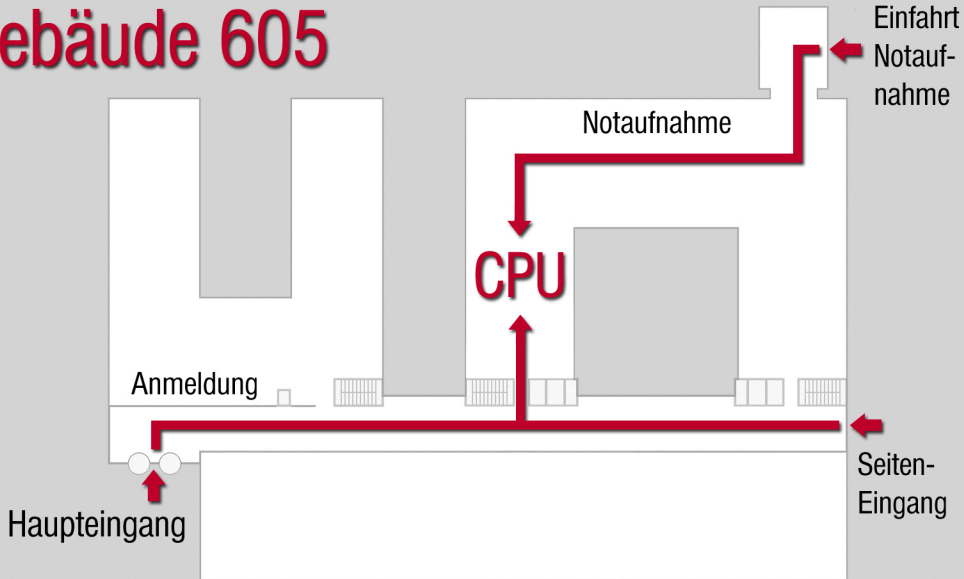 ebäude 605
Einfahrt
Notauf-
nahme
Notaufnahme
CPU
Anmeldung
Seiten-
Eingang
Haupteingang